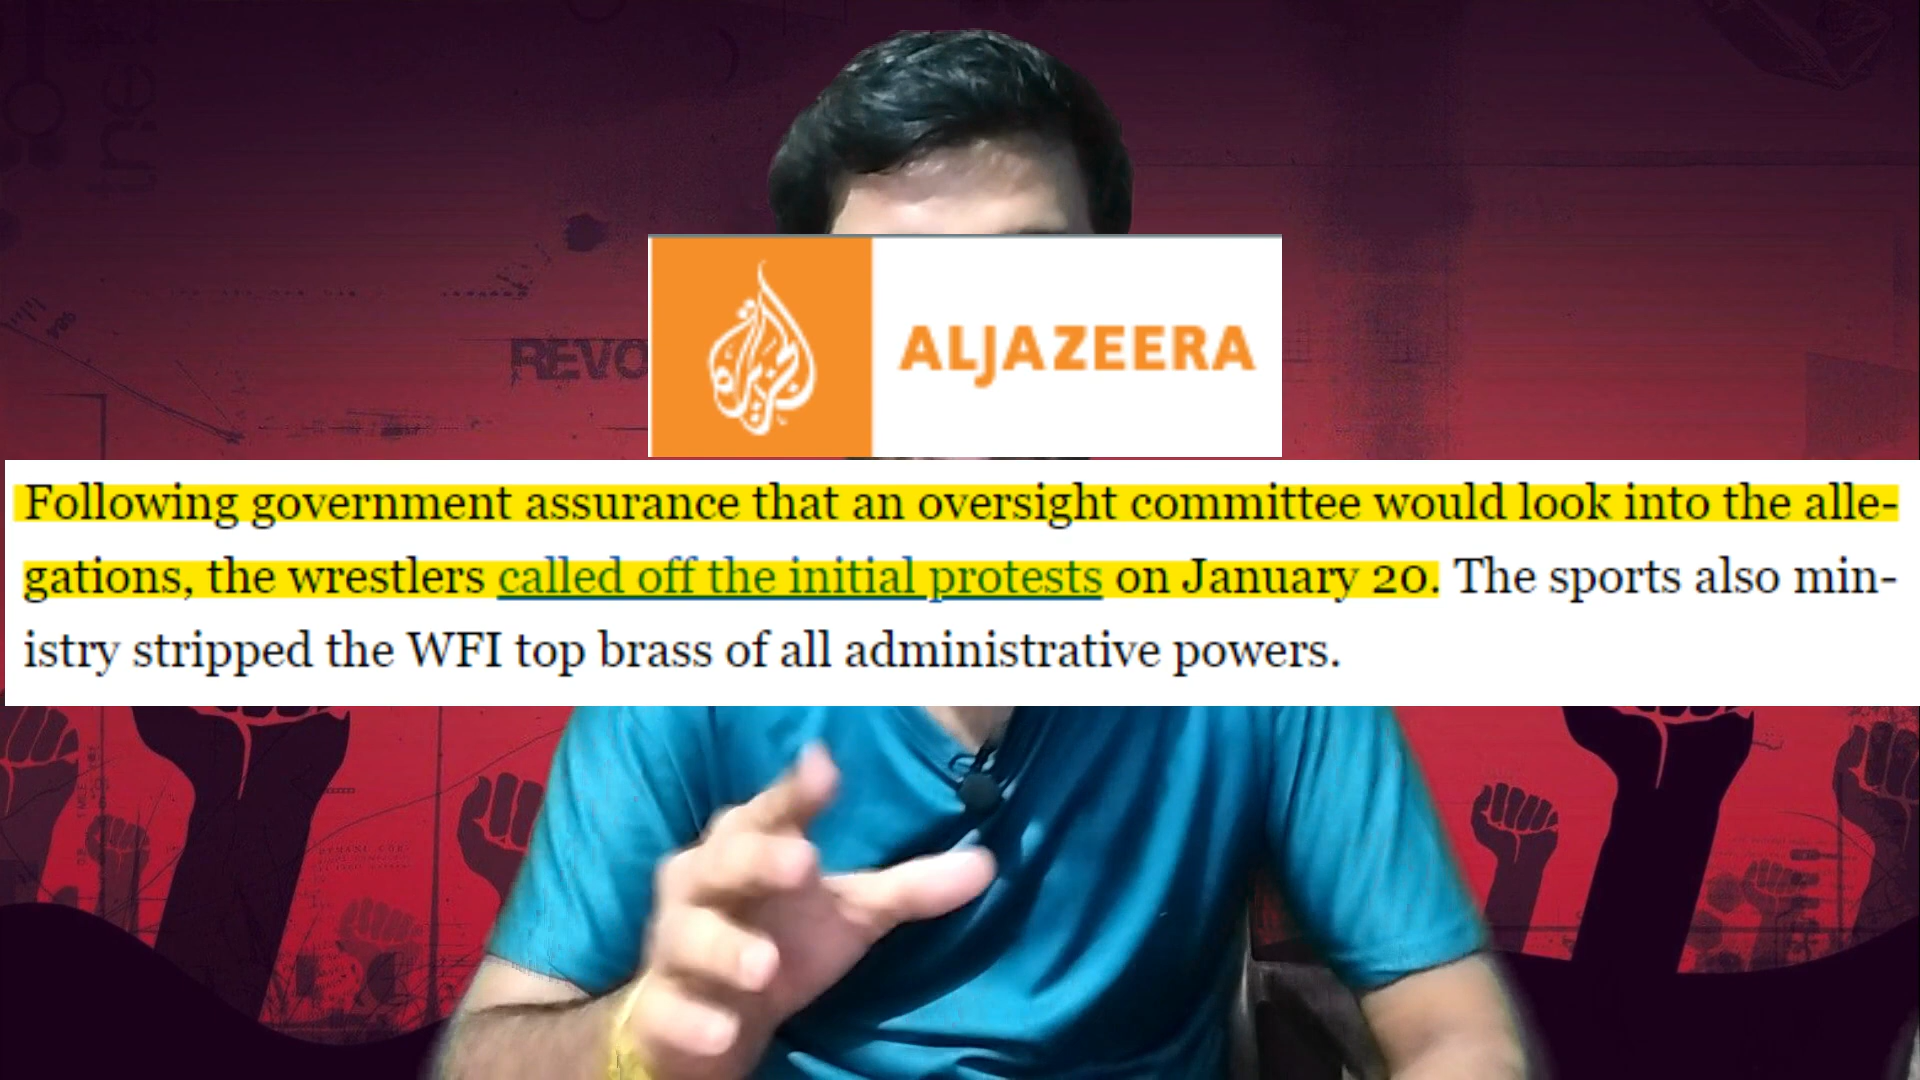 ALJAZEERA
REVO
Following government assurance that an oversight committee would look into the alle-
gations, the wrestlers called off the initial protests on January 20. The sports also min-
istry stripped the WFI top brass of all administrative powers.